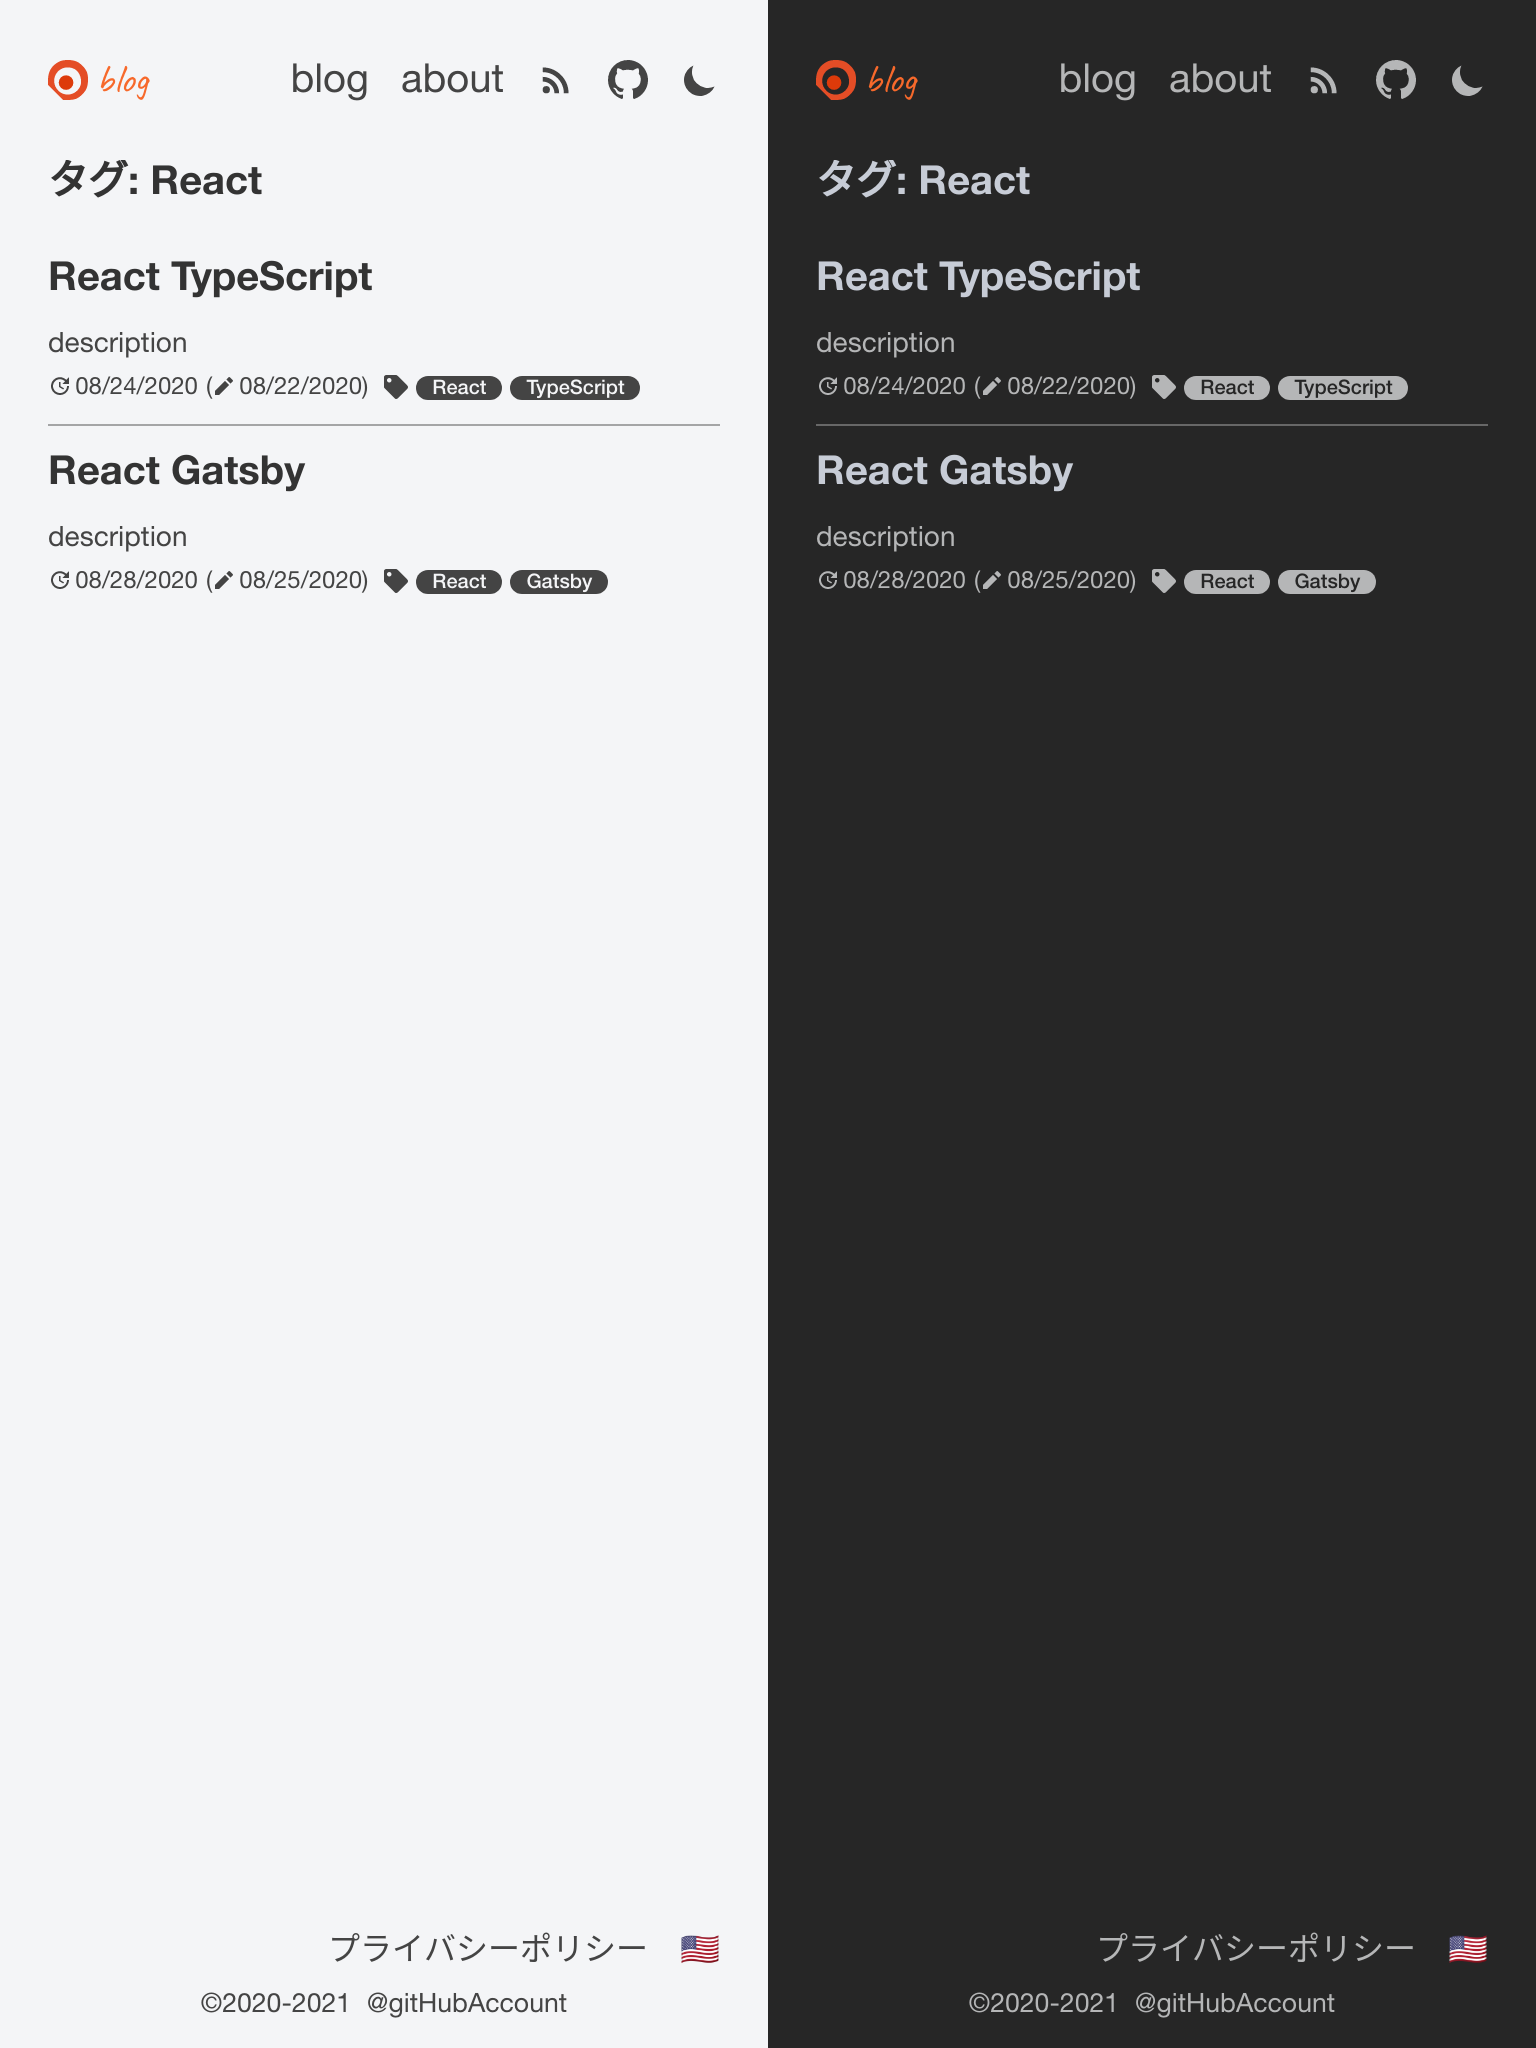 blog blog about
タグ: React
React TypeScript
description
08/24/2020 ( 08/22/2020) React TypeScript
React Gatsby
description
08/28/2020 ( 08/25/2020) React Gatsby
プライバシーポリシー 🇺🇸
©2020-2021 @gitHubAccount
blog blog about
タグ: React
React TypeScript
description
08/24/2020 ( 08/22/2020) React TypeScript
React Gatsby
description
08/28/2020 ( 08/25/2020) React Gatsby
プライバシーポリシー 🇺🇸
©2020-2021 @gitHubAccount